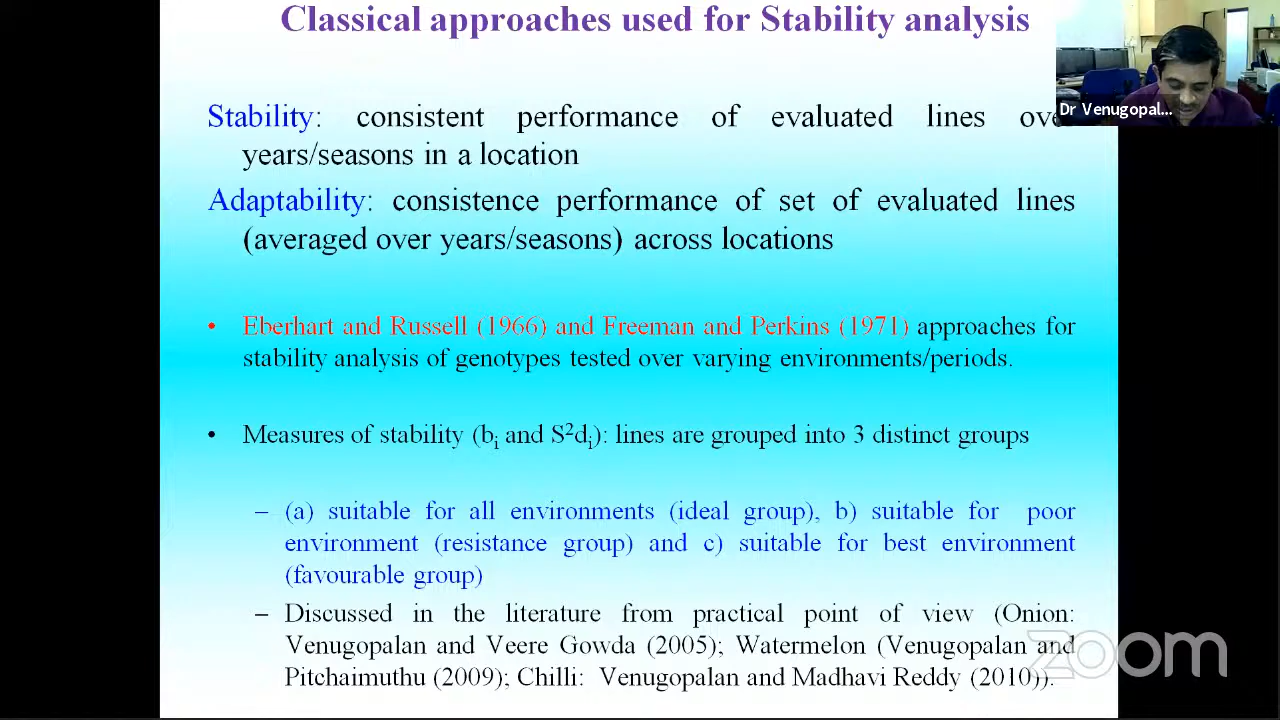 Classical approaches used for Stability analysis
Dr Venugopal...
Stability: consistent performance of evaluated lines over
years/seasons in a location
Adaptability: consistence performance of set of evaluated lines
(averaged over years/seasons) across locations
• Eberhart and Russell (1966) and Freeman and Perkins (1971) approaches for
stability analysis of genotypes tested over varying environments/periods.
• Measures of stability (bᵢ and S²dᵢ): lines are grouped into 3 distinct groups
– (a) suitable for all environments (ideal group), b) suitable for poor
environment (resistance group) and c) suitable for best environment
(favourable group)
– Discussed in the literature from practical point of view (Onion:
Venugopalan and Veere Gowda (2005); Watermelon (Venugopalan and
Pitchaimuthu (2009); Chilli: Venugopalan and Madhavi Reddy (2010)).
zoom